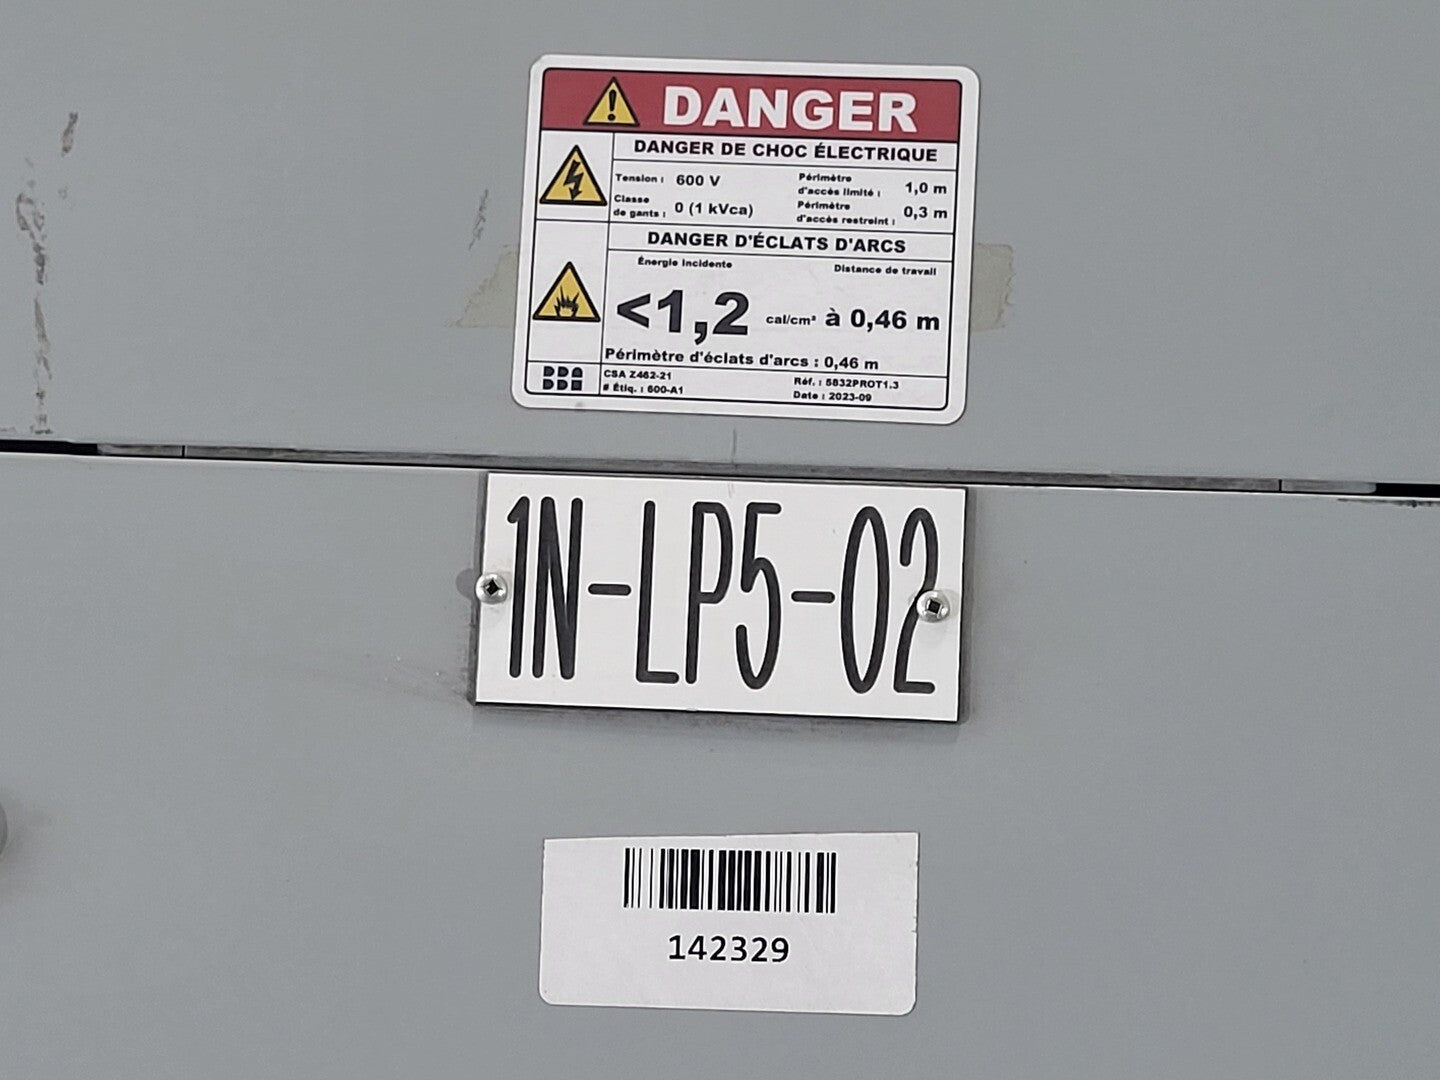 DANGER
DANGER DE CHOC ÉLECTRIQUE
Tension : 600 V
Périmètre d'accès limité : 1,0 m
Classe de gants : 0 (1 kVca)
Périmètre d'accès restreint : 0,3 m
DANGER D'ÉCLATS D'ARCS
Énergie Incidente Distance de travail
<1,2 cal/cm² à 0,46 m
Périmètre d'éclats d'arcs : 0,46 m
BBA CSA Z462-21 Réf. : 5832PROT1.3
# Étiq. : 600-A1 Date : 2023-09
1N-LP5-02
142329